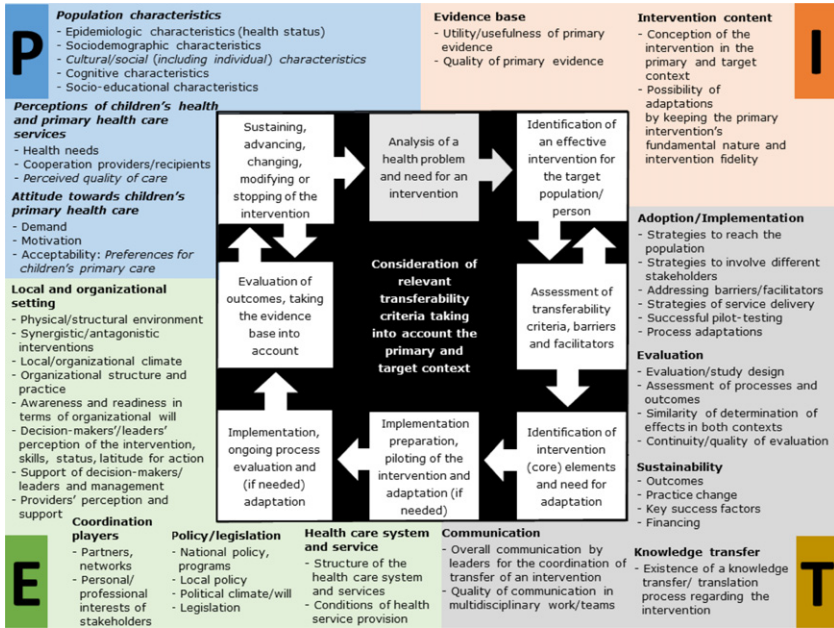 P
Population characteristics
- Epidemiologic characteristics (health status)
- Sociodemographic characteristics
- Cultural/social (including individual) characteristics
- Cognitive characteristics
- Socio-educational characteristics
Perceptions of children's health
and primary health care
services
- Health needs
- Cooperation providers/recipients
- Perceived quality of care
Attitude towards children's
primary health care
- Demand
- Motivation
- Acceptability: Preferences for
children's primary care
Evidence base
- Utility/usefulness of primary
evidence
- Quality of primary evidence
Intervention content
- Conception of the
intervention in the
primary and target
context
- Possibility of
adaptations
by keeping the primary
intervention's
fundamental nature and
intervention fidelity
I
Sustaining,
advancing,
changing,
modifying or
stopping of the
intervention
Analysis of a
health problem
and need for an
intervention
Identification of
an effective
intervention for
the target
population/
person
Evaluation of
outcomes, taking
the evidence
base into
account
Consideration of
relevant
transferability
criteria taking
into account the
primary and
target context
Assessment of
transferability
criteria, barriers
and facilitators
Implementation,
ongoing process
evaluation and
(if needed)
adaptation
Implementation
preparation,
piloting of the
intervention and
adaptation (if
needed)
Identification of
intervention
(core) elements
and need for
adaptation
Local and organizational
setting
- Physical/structural environment
- Synergistic/antagonistic
interventions
- Local/organizational climate
- Organizational structure and
practice
- Awareness and readiness in
terms of organizational will
- Decision-makers'/leaders'
perception of the intervention,
skills, status, latitude for action
- Support of decision-makers/
leaders and management
- Providers' perception and
support
E
Coordination
players
- Partners,
networks
- Personal/
professional
interests of
stakeholders
Policy/legislation
- National policy,
programs
- Local policy
- Political climate/will
- Legislation
Health care system
and service
- Structure of the
health care system
and services
- Conditions of health
service provision
Adoption/Implementation
- Strategies to reach the
population
- Strategies to involve different
stakeholders
- Addressing barriers/facilitators
- Strategies of service delivery
- Successful pilot-testing
- Process adaptations
Evaluation
- Evaluation/study design
- Assessment of processes and
outcomes
- Similarity of determination of
effects in both contexts
- Continuity/quality of evaluation
Sustainability
- Outcomes
- Practice change
- Key success factors
- Financing
Communication
- Overall communication by
leaders for the coordination of
transfer of an intervention
- Quality of communication in
multidisciplinary work/teams
Knowledge transfer
- Existence of a knowledge
transfer/ translation
process regarding the
intervention
T